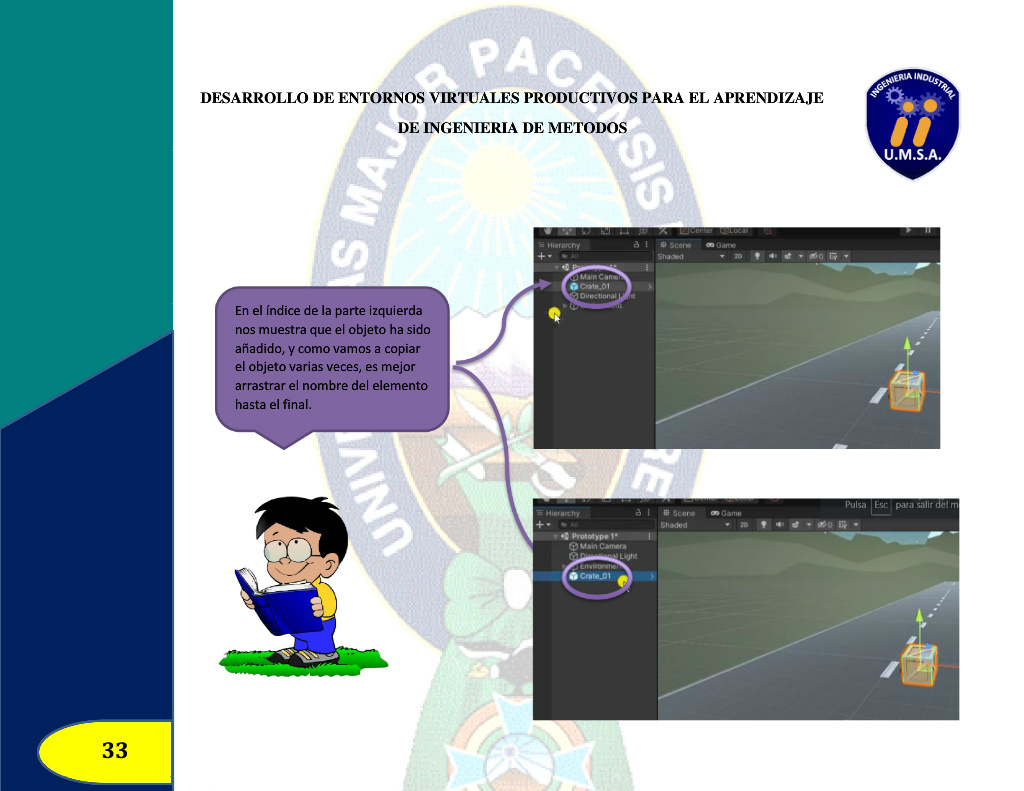 DESARROLLO DE ENTORNOS VIRTUALES PRODUCTIVOS PARA EL APRENDIZAJE
DE INGENIERIA DE METODOS
INGENIERIA INDUSTRIAL
U.M.S.A.
En el índice de la parte izquierda
nos muestra que el objeto ha sido
añadido, y como vamos a copiar
el objeto varias veces, es mejor
arrastrar el nombre del elemento
hasta el final.
Center Local
Hierarchy
All
Main Camera
Crate_01
Directional Light
Scene Game
Shaded 2D
Pulsa Esc para salir del m
Hierarchy
All
Prototype 1*
Main Camera
Directional Light
Environment
Crate_01
Scene Game
Shaded 2D
MAJOR PACENSIS
33